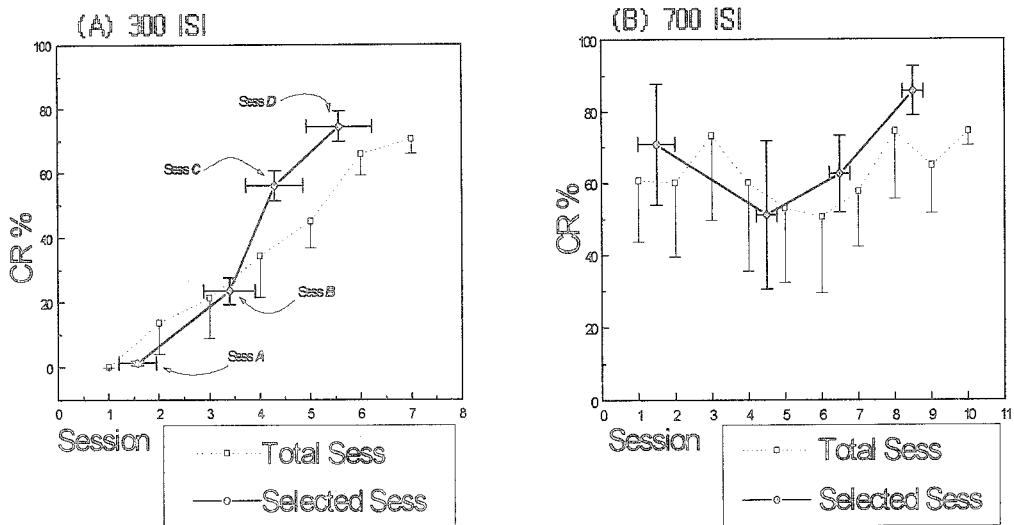 (A) 300 ISI
CR %
100
80
60
40
20
0
Sess D
Sess C
Sess B
Sess A
0 1 2 3 4 5 6 7 8
Session
Total Sess
Selected Sess
(B) 700 ISI
CR %
100
80
60
40
20
0
0 1 2 3 4 5 6 7 8 9 10 11
Session
Total Sess
Selected Sess